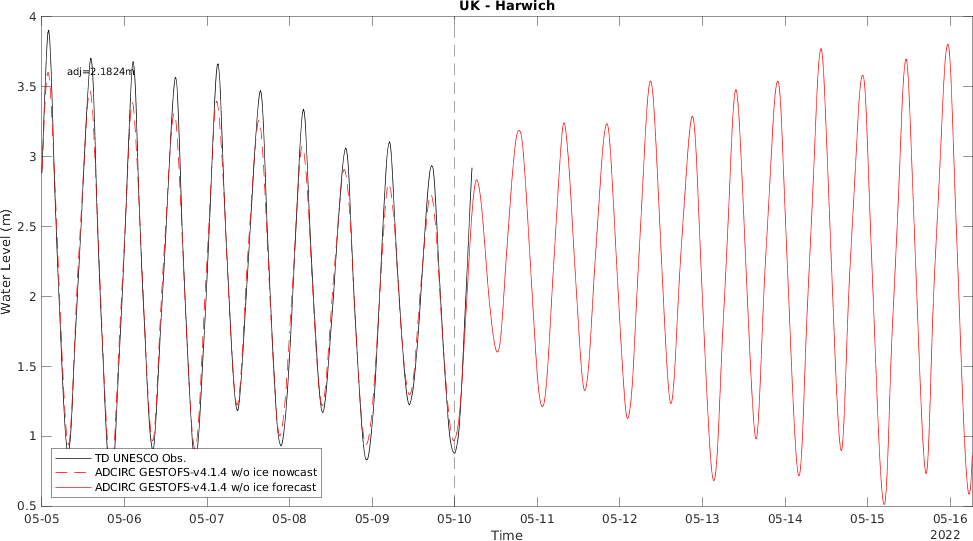 UK - Harwich
4
3.5
3
2.5
2
1.5
1
0.5
Water Level (m)
adj=2.1824m
TD UNESCO Obs.
ADCIRC GESTOFS-v4.1.4 w/o ice nowcast
ADCIRC GESTOFS-v4.1.4 w/o ice forecast
05-05 05-06 05-07 05-08 05-09 05-10 05-11 05-12 05-13 05-14 05-15 05-16
Time
2022